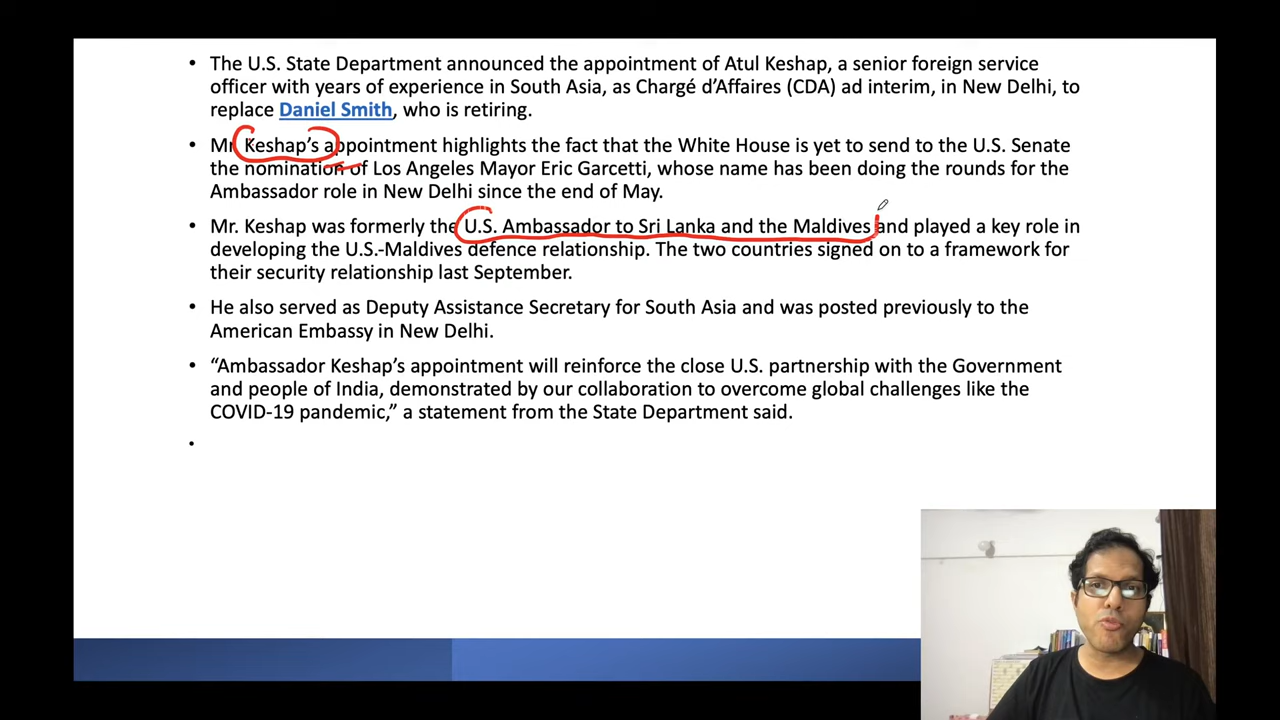 • The U.S. State Department announced the appointment of Atul Keshap, a senior foreign service
officer with years of experience in South Asia, as Chargé d’Affaires (CDA) ad interim, in New Delhi, to
replace Daniel Smith, who is retiring.
• Mr Keshap’s appointment highlights the fact that the White House is yet to send to the U.S. Senate
the nomination of Los Angeles Mayor Eric Garcetti, whose name has been doing the rounds for the
Ambassador role in New Delhi since the end of May.
• Mr. Keshap was formerly the U.S. Ambassador to Sri Lanka and the Maldives and played a key role in
developing the U.S.-Maldives defence relationship. The two countries signed on to a framework for
their security relationship last September.
• He also served as Deputy Assistance Secretary for South Asia and was posted previously to the
American Embassy in New Delhi.
• “Ambassador Keshap’s appointment will reinforce the close U.S. partnership with the Government
and people of India, demonstrated by our collaboration to overcome global challenges like the
COVID-19 pandemic,” a statement from the State Department said.
•